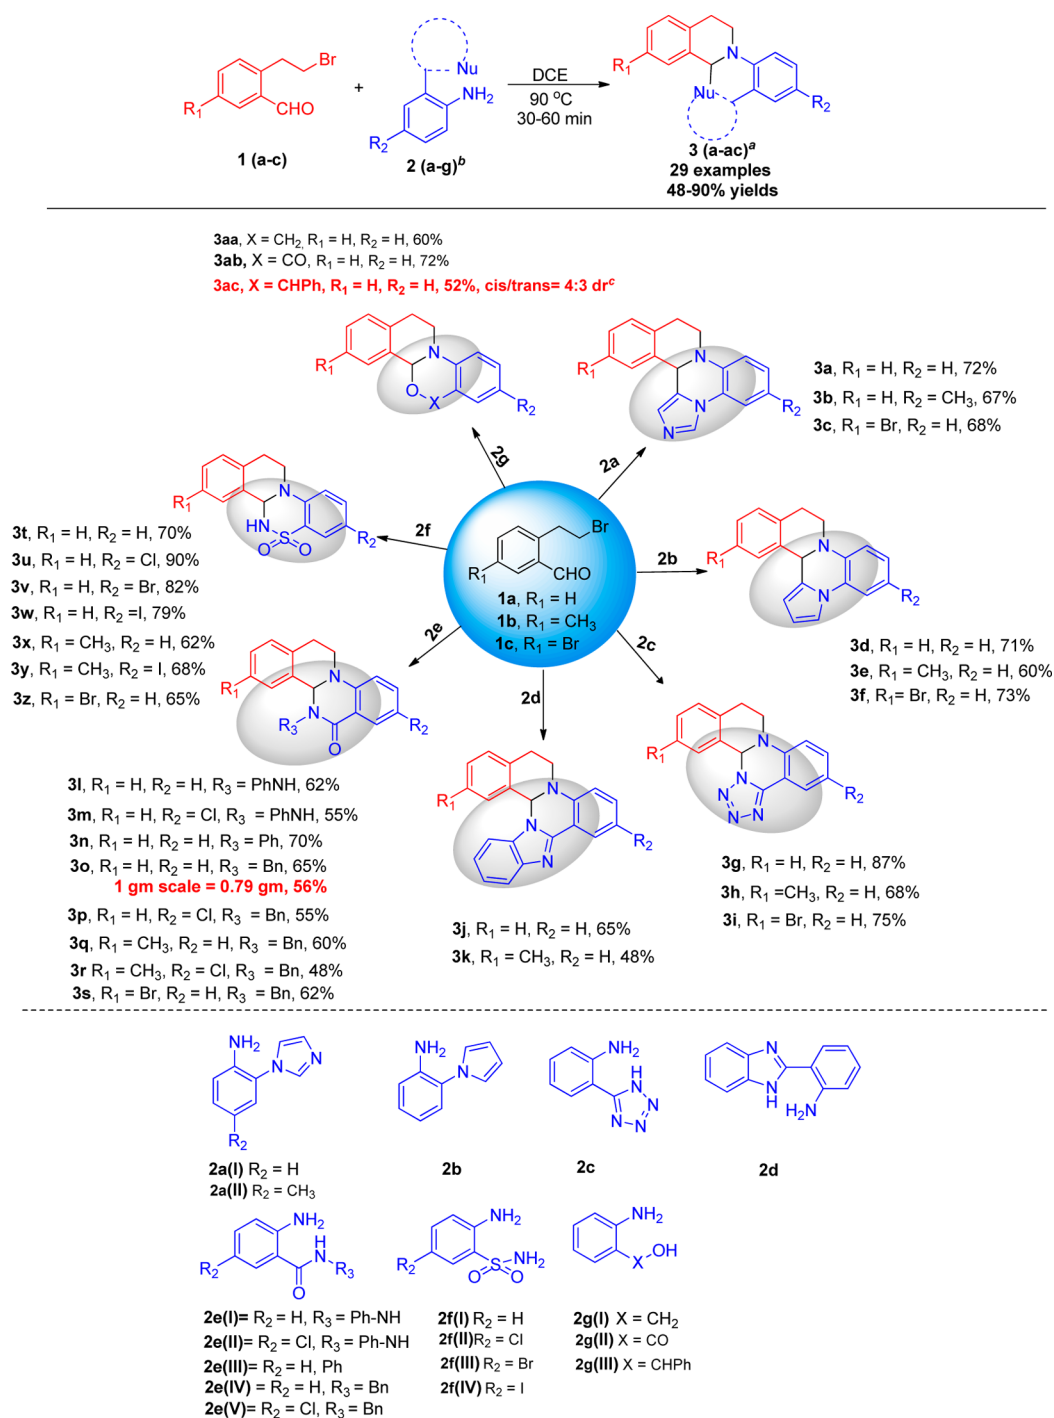 Br
R1
CHO
1 (a-c)
+
Nu
NH2
R2
2 (a-g)b
DCE
90 oC
30-60 min
R1
N
Nu
R2
3 (a-ac)a
29 examples
48-90% yields
3aa, X = CH2, R1 = H, R2 = H, 60%
3ab, X = CO, R1 = H, R2 = H, 72%
3ac, X = CHPh, R1 = H, R2 = H, 52%, cis/trans= 4:3 drc
R1
N
O
X
R2
2g
R1
N
N
N
R2
2a
3a, R1 = H, R2 = H, 72%
3b, R1 = H, R2 = CH3, 67%
3c, R1 = Br, R2 = H, 68%
R1
N
HN
S
O
O
R2
2f
3t, R1 = H, R2 = H, 70%
3u, R1 = H, R2 = Cl, 90%
3v, R1 = H, R2 = Br, 82%
3w, R1 = H, R2 =I, 79%
3x, R1 = CH3, R2 = H, 62%
3y, R1 = CH3, R2 = I, 68%
3z, R1 = Br, R2 = H, 65%
Br
R1
CHO
1a, R1 = H
1b, R1 = CH3
1c, R1 = Br
2b
R1
N
N
R2
3d, R1 = H, R2 = H, 71%
3e, R1 = CH3, R2 = H, 60%
3f, R1= Br, R2 = H, 73%
2e
R1
N
N
R3
O
R2
3l, R1 = H, R2 = H, R3 = PhNH, 62%
3m, R1 = H, R2 = Cl, R3 = PhNH, 55%
3n, R1 = H, R2 = H, R3 = Ph, 70%
3o, R1 = H, R2 = H, R3 = Bn, 65%
1 gm scale = 0.79 gm, 56%
3p, R1 = H, R2 = Cl, R3 = Bn, 55%
3q, R1 = CH3, R2 = H, R3 = Bn, 60%
3r, R1 = CH3, R2 = Cl, R3 = Bn, 48%
3s, R1 = Br, R2 = H, R3 = Bn, 62%
2d
R1
N
N
N
R2
3j, R1 = H, R2 = H, 65%
3k, R1 = CH3, R2 = H, 48%
2c
R1
N
N
N
N
N
R2
3g, R1 = H, R2 = H, 87%
3h, R1 =CH3, R2 = H, 68%
3i, R1 = Br, R2 = H, 75%
NH2
N
N
R2
2a(I) R2 = H
2a(II) R2 = CH3
NH2
N
2b
NH2
H
N
N
N
N
2c
N
N
H
H2N
2d
NH2
H
N
R3
O
R2
2e(I)= R2 = H, R3 = Ph-NH
2e(II)= R2 = Cl, R3 = Ph-NH
2e(III)= R2 = H, Ph
2e(IV) = R2 = H, R3 = Bn
2e(V)= R2 = Cl, R3 = Bn
NH2
S
NH2
O
O
R2
2f(I) R2 = H
2f(II)R2 = Cl
2f(III) R2 = Br
2f(IV) R2 = I
NH2
X
OH
2g(I) X = CH2
2g(II) X = CO
2g(III) X = CHPh